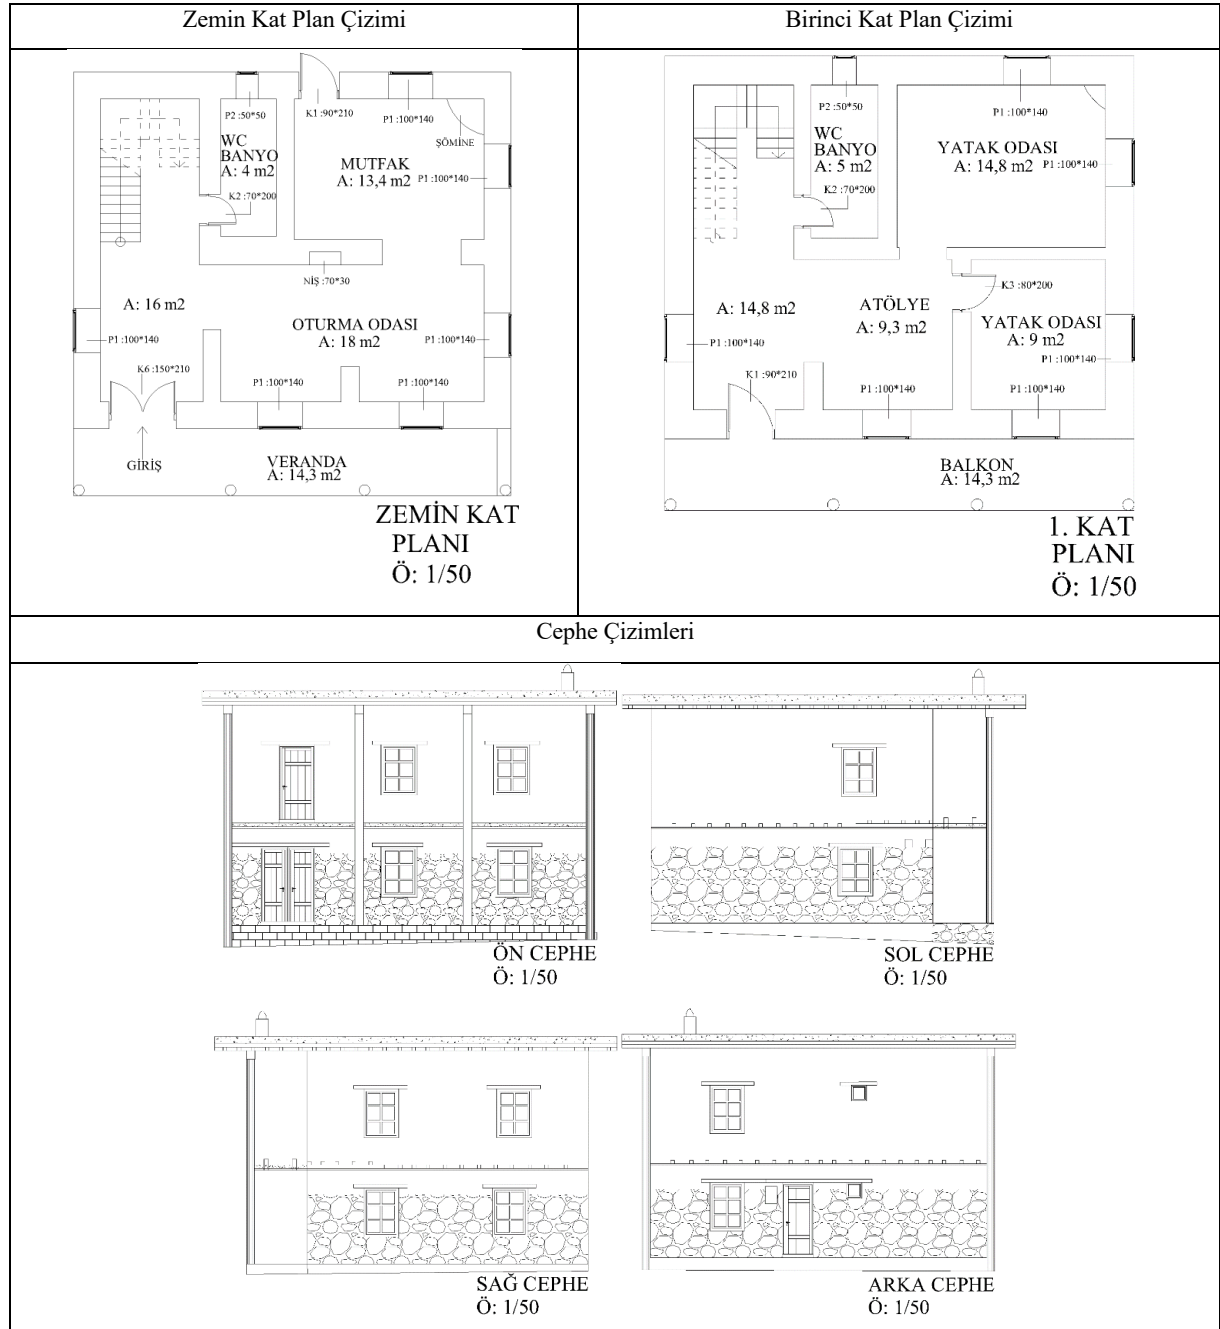 Zemin Kat Plan Çizimi
P2 :50*50
K1 :90*210
P1 :100*140
ŞÖMİNE
WC
BANYO
A: 4 m2
MUTFAK
A: 13,4 m2
P1 :100*140
K2 :70*200
NİŞ :70*30
A: 16 m2
OTURMA ODASI
A: 18 m2
P1 :100*140
P1 :100*140
K6 :150*210
P1 :100*140
P1 :100*140
GİRİŞ
VERANDA
A: 14,3 m2
ZEMİN KAT
PLANI
Ö: 1/50
Birinci Kat Plan Çizimi
P2 :50*50
P1 :100*140
WC
BANYO
A: 5 m2
YATAK ODASI
A: 14,8 m2
P1 :100*140
K2 :70*200
K3 :80*200
A: 14,8 m2
ATÖLYE
A: 9,3 m2
YATAK ODASI
A: 9 m2
P1 :100*140
P1 :100*140
K1 :90*210
P1 :100*140
P1 :100*140
BALKON
A: 14,3 m2
1. KAT
PLANI
Ö: 1/50
Cephe Çizimleri
ÖN CEPHE
Ö: 1/50
SOL CEPHE
Ö: 1/50
SAĞ CEPHE
Ö: 1/50
ARKA CEPHE
Ö: 1/50